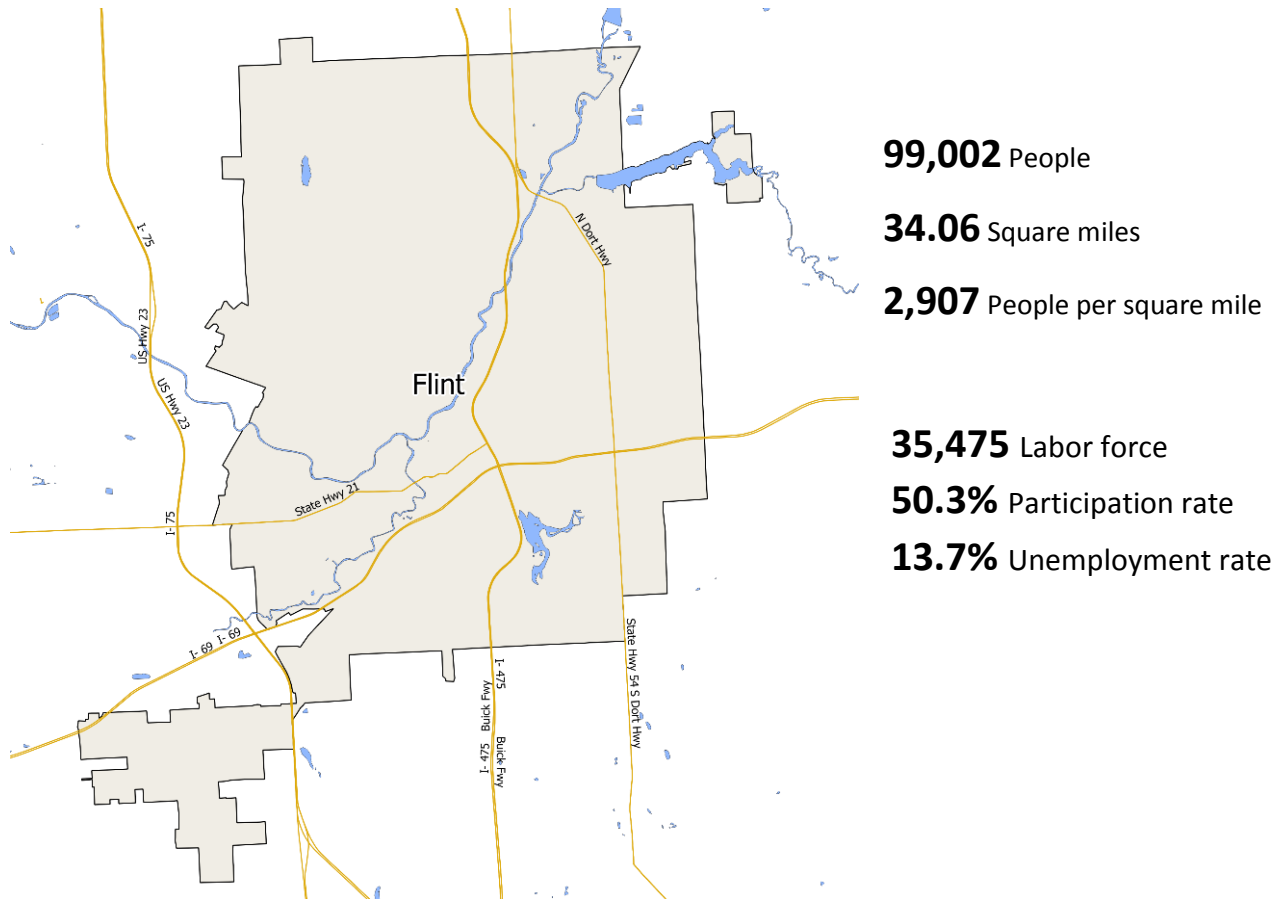 99,002 People
34.06 Square miles
2,907 People per square mile
35,475 Labor force
50.3% Participation rate
13.7% Unemployment rate
I- 75
N Dort Hwy
US Hwy 23
US Hwy 23
Flint
State Hwy 21
I- 75
I- 69
I- 69
I- 475
Buick Fwy
I- 475
Buick Fwy
State Hwy 54 S Dort Hwy